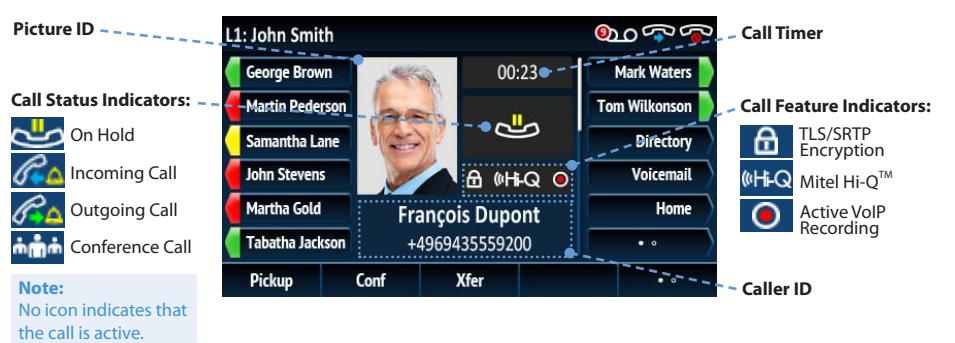 Picture ID
Call Status Indicators:
On Hold
Incoming Call
Outgoing Call
Conference Call
Note:
No icon indicates that
the call is active.
L1: John Smith
9
George Brown
Martin Pederson
Samantha Lane
John Stevens
Martha Gold
Tabatha Jackson
00:23
Hi-Q
François Dupont
+4969435559200
Mark Waters
Tom Wilkonson
Directory
Voicemail
Home
Pickup
Conf
Xfer
Call Timer
Call Feature Indicators:
TLS/SRTP
Encryption
Hi-Q
Mitel Hi-Q™
Active VoIP
Recording
Caller ID